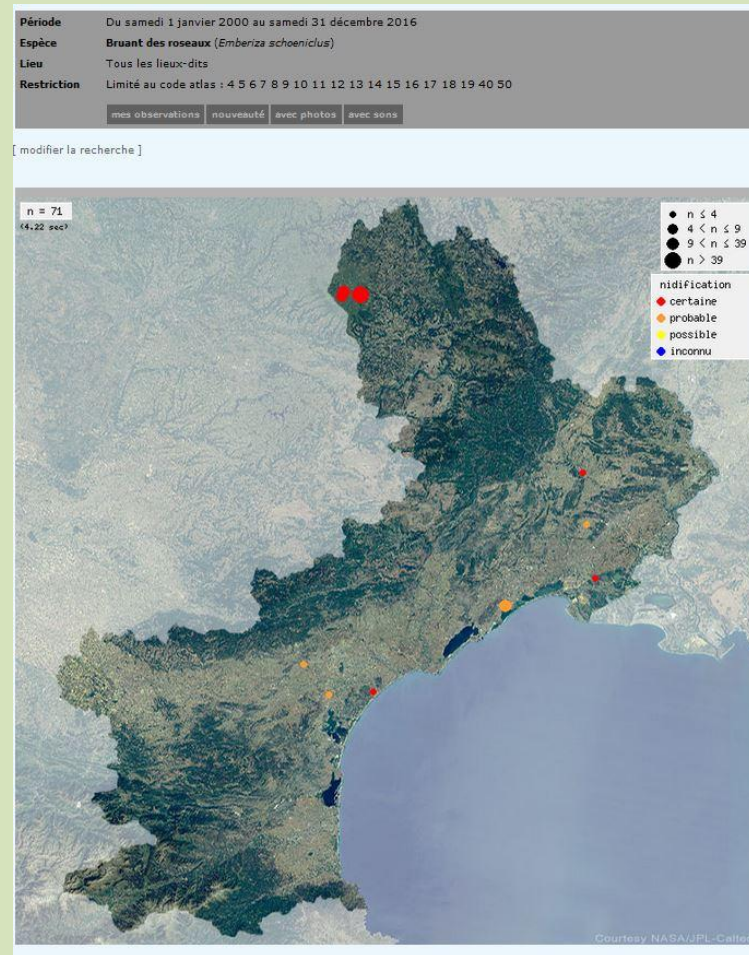 Période Du samedi 1 janvier 2000 au samedi 31 décembre 2016
Espèce Bruant des roseaux (Emberiza schoeniclus)
Lieu Tous les lieux-dits
Restriction Limité au code atlas : 4 5 6 7 8 9 10 11 12 13 14 15 16 17 18 19 40 50
mes observations nouveauté avec photos avec sons
[ modifier la recherche ]
n = 71
(4.22 sec)
n ≤ 4
4 < n ≤ 9
9 < n ≤ 39
n > 39
nidification
certaine
probable
possible
inconnu
Courtesy NASA/JPL-Caltec